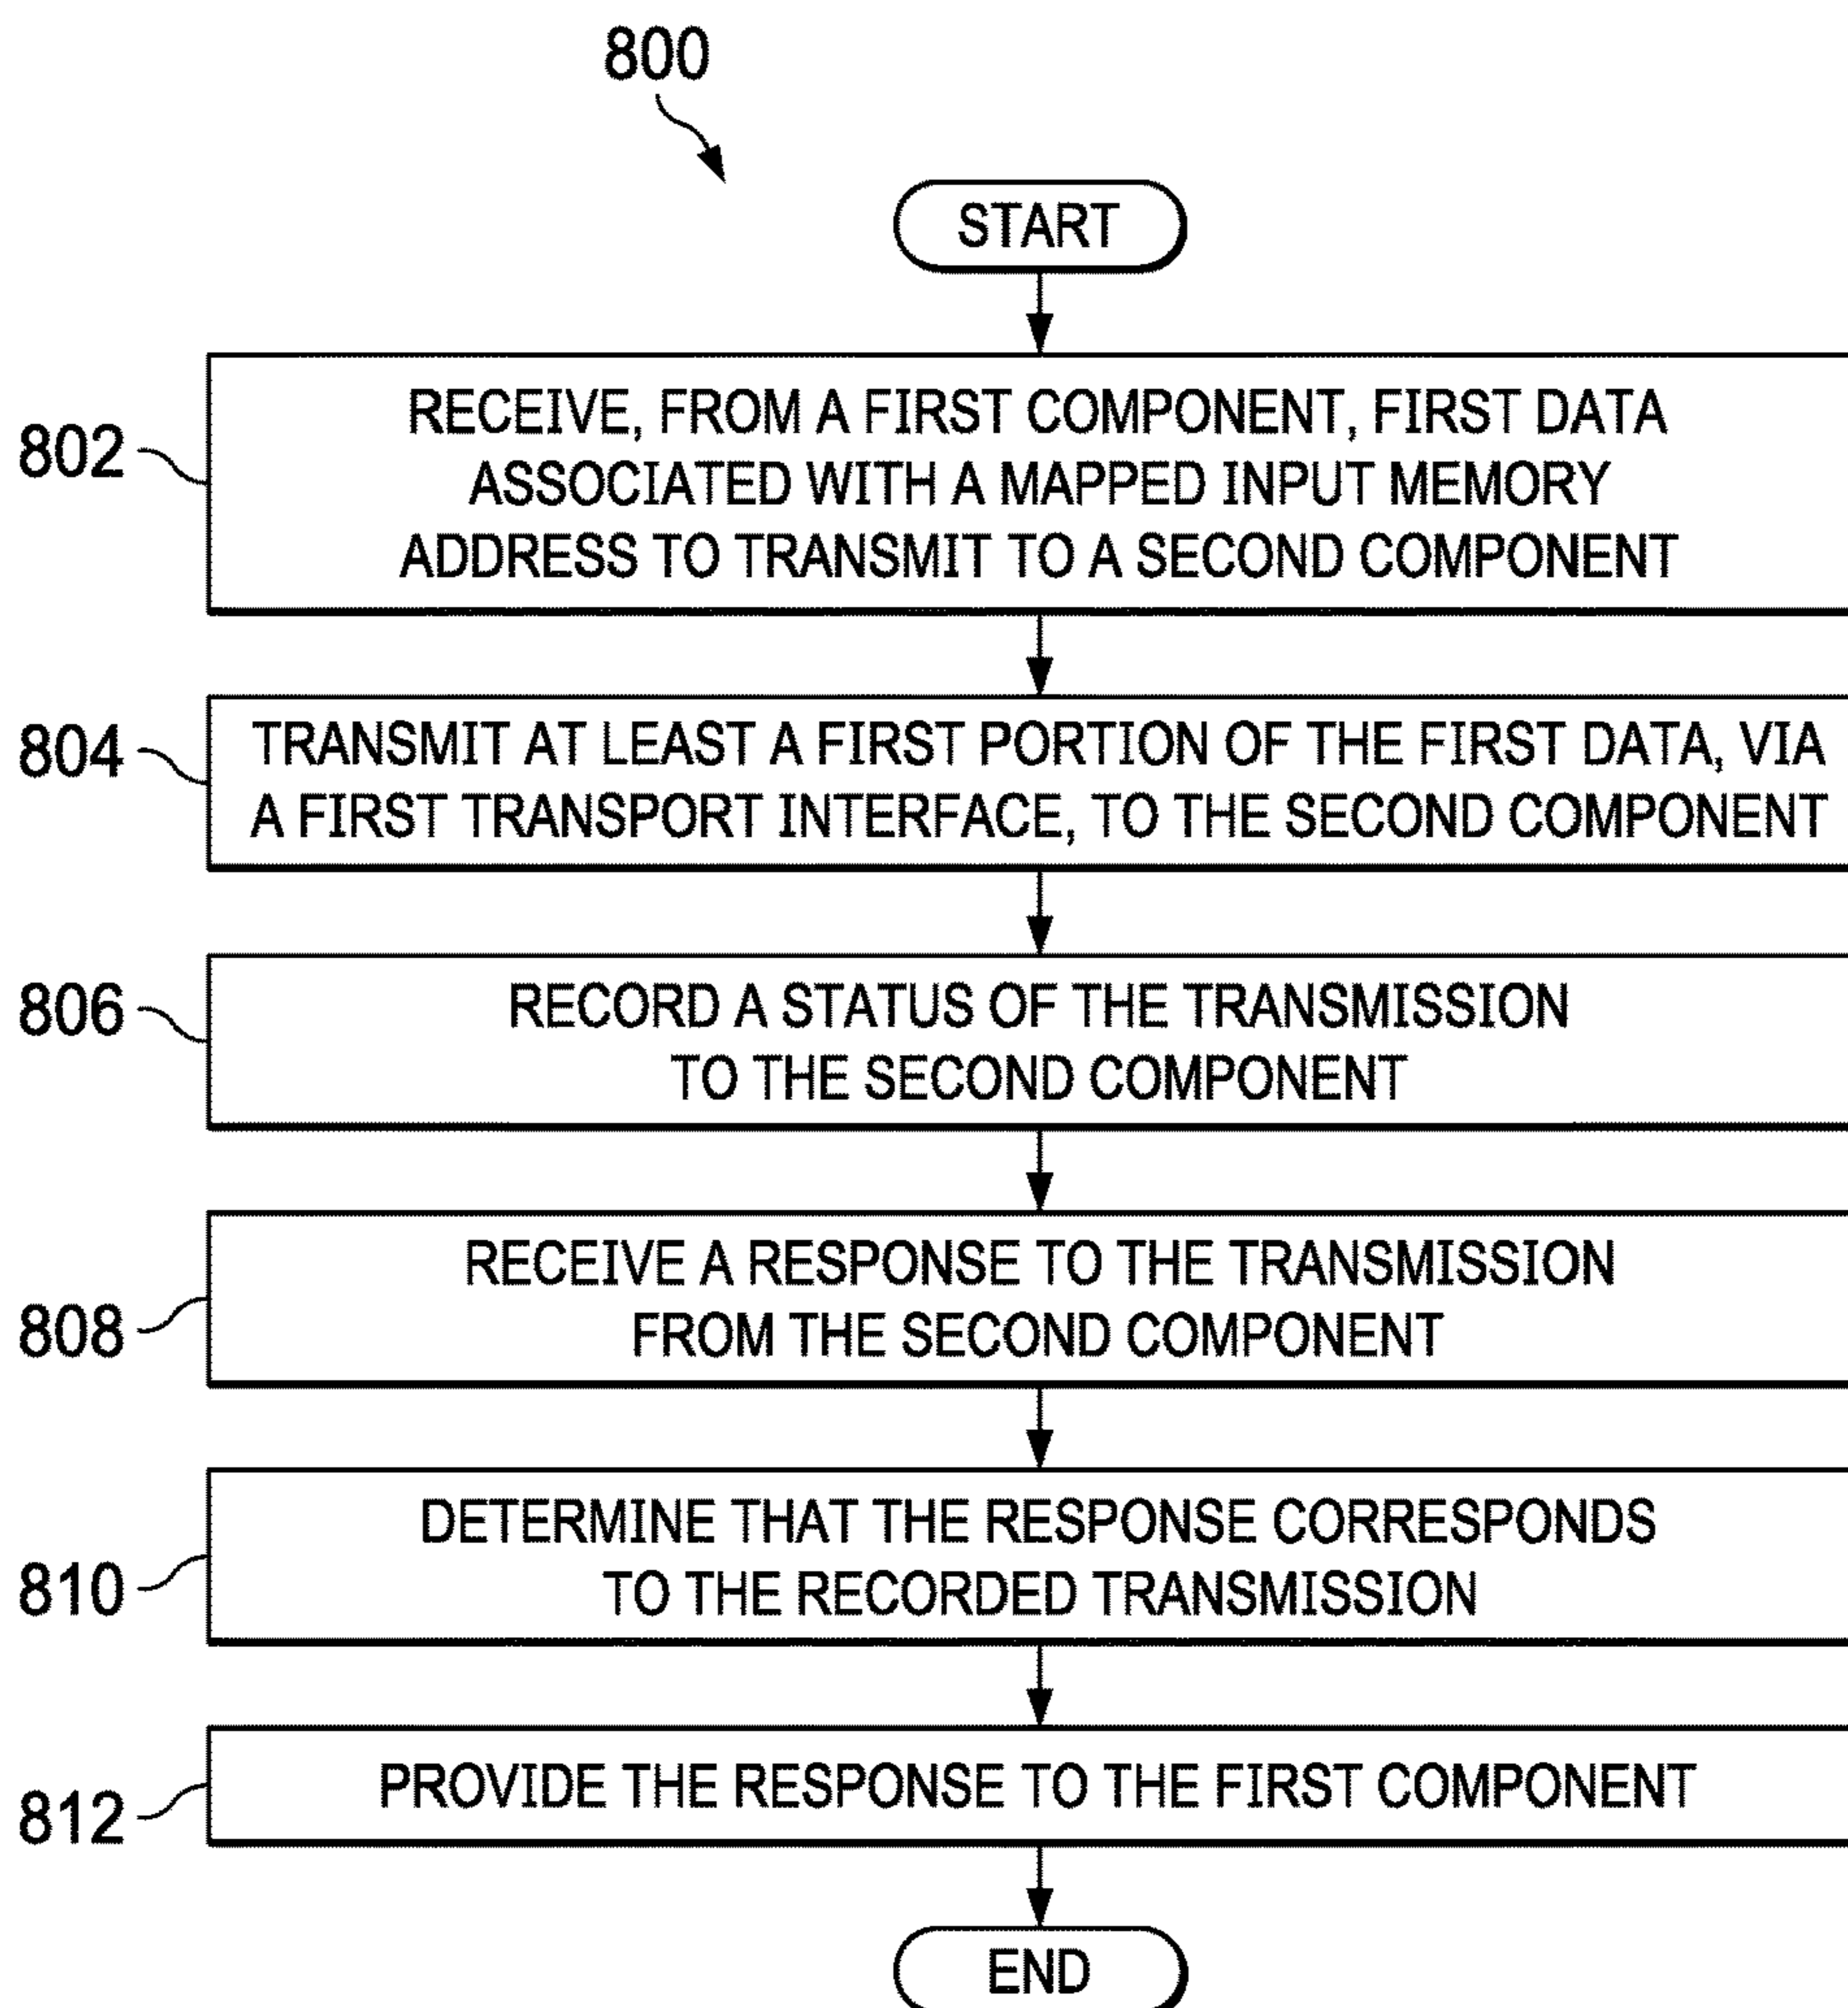 800
START
802
RECEIVE, FROM A FIRST COMPONENT, FIRST DATA
ASSOCIATED WITH A MAPPED INPUT MEMORY
ADDRESS TO TRANSMIT TO A SECOND COMPONENT
804
TRANSMIT AT LEAST A FIRST PORTION OF THE FIRST DATA, VIA
A FIRST TRANSPORT INTERFACE, TO THE SECOND COMPONENT
806
RECORD A STATUS OF THE TRANSMISSION
TO THE SECOND COMPONENT
808
RECEIVE A RESPONSE TO THE TRANSMISSION
FROM THE SECOND COMPONENT
810
DETERMINE THAT THE RESPONSE CORRESPONDS
TO THE RECORDED TRANSMISSION
812
PROVIDE THE RESPONSE TO THE FIRST COMPONENT
END